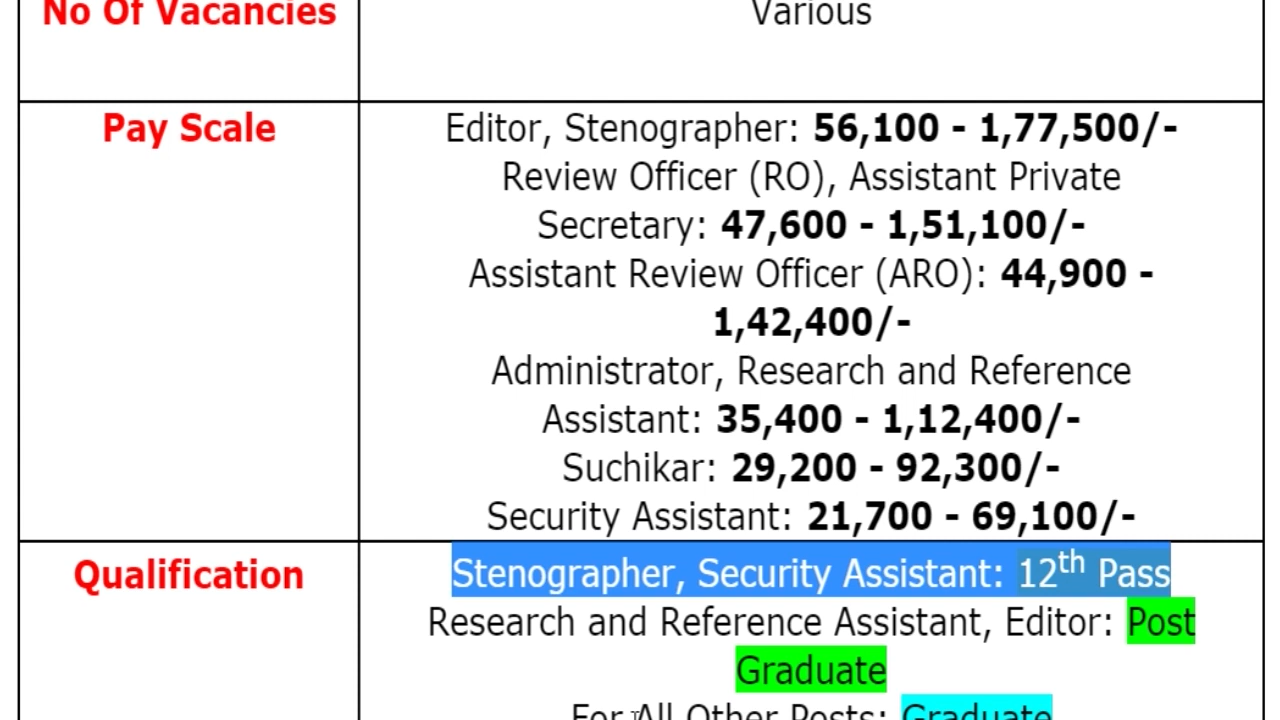 No Of Vacancies
Various
Pay Scale
Editor, Stenographer: 56,100 - 1,77,500/-
Review Officer (RO), Assistant Private
Secretary: 47,600 - 1,51,100/-
Assistant Review Officer (ARO): 44,900 -
1,42,400/-
Administrator, Research and Reference
Assistant: 35,400 - 1,12,400/-
Suchikar: 29,200 - 92,300/-
Security Assistant: 21,700 - 69,100/-
Qualification
Stenographer, Security Assistant: 12th Pass
Research and Reference Assistant, Editor: Post
Graduate
For All Other Posts: Graduate